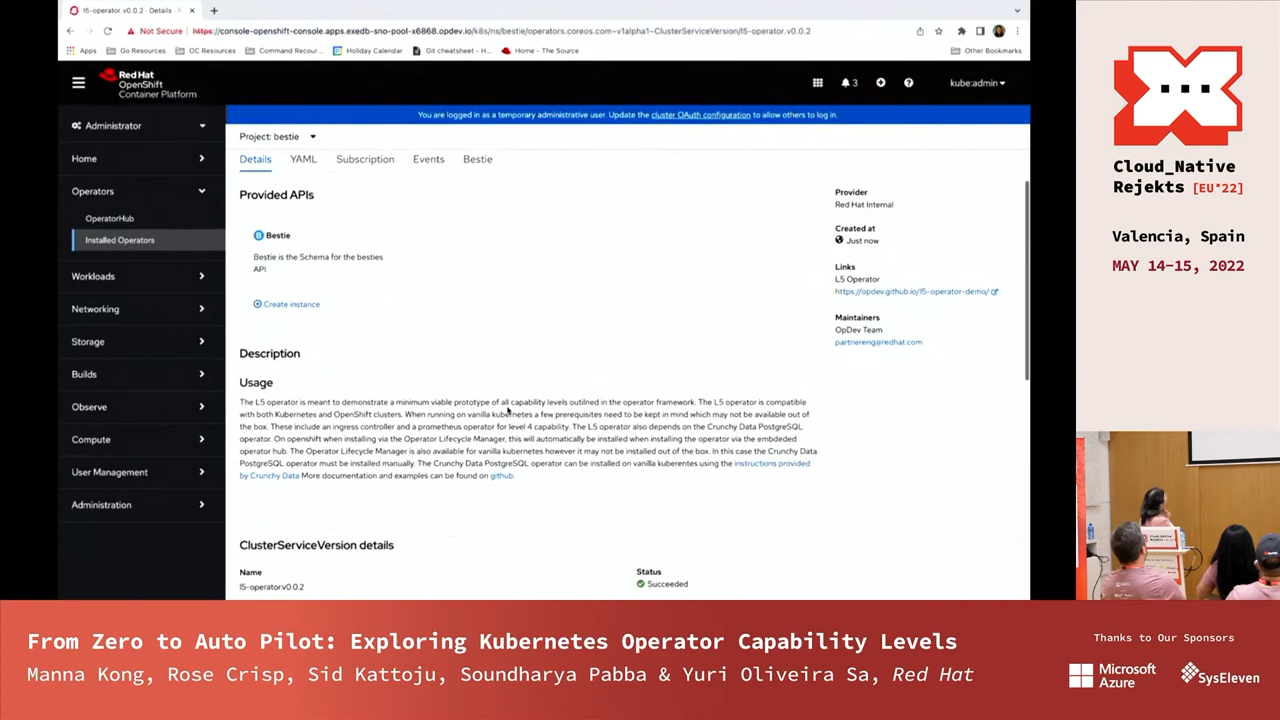 l5-operator.v0.0.2 · Details · R
Not Secure
https://console-openshift-console.apps.exedb-sno-pool-x6868.opdev.io/k8s/ns/bestie/operators.coreos.com~v1alpha1~ClusterServiceVersion/l5-operator.v0.0.2
Apps
Go Resources
OC Resources
Command Recour...
Holiday Calendar
Git cheatsheet - H...
Home - The Source
Other Bookmarks
Red Hat
OpenShift
Container Platform
3
kube:admin
You are logged in as a temporary administrative user. Update the cluster OAuth configuration to allow others to log in.
Administrator
Home
Operators
OperatorHub
Installed Operators
Workloads
Networking
Storage
Builds
Observe
Compute
User Management
Administration
Project: bestie
Details
YAML
Subscription
Events
Bestie
Provided APIs
B Bestie
Bestie is the Schema for the besties
API
Create instance
Description
Usage
The L5 operator is meant to demonstrate a minimum viable prototype of all capability levels outlined in the operator framework. The L5 operator is compatible
with both Kubernetes and OpenShift clusters. When running on vanilla kubernetes a few prerequisites need to be kept in mind which may not be available out of
the box. These include an ingress controller and a prometheus operator for level 4 capability. The L5 operator also depends on the Crunchy Data PostgreSQL
operator. On openshift when installing via the Operator Lifecycle Manager, this will automatically be installed when installing the operator via the embdeded
operator hub. The Operator Lifecycle Manager is also available for vanilla kubernetes however it may not be installed out of the box. In this case the Crunchy Data
PostgreSQL operator must be installed manually. The Crunchy Data PostgreSQL operator can be installed on vanilla kuberentes using the instructions provided
by Crunchy Data More documentation and examples can be found on github.
ClusterServiceVersion details
Name
l5-operator.v0.0.2
Status
Succeeded
Provider
Red Hat Internal
Created at
Just now
Links
L5 Operator
https://opdev.github.io/l5-operator-demo/
Maintainers
OpDev Team
partnereng@redhat.com
Cloud_Native
Rejekts [EU'22]
Valencia, Spain
MAY 14-15, 2022
From Zero to Auto Pilot: Exploring Kubernetes Operator Capability Levels
Manna Kong, Rose Crisp, Sid Kattoju, Soundharya Pabba & Yuri Oliveira Sa, Red Hat
Thanks to Our Sponsors
Microsoft
Azure
SysEleven